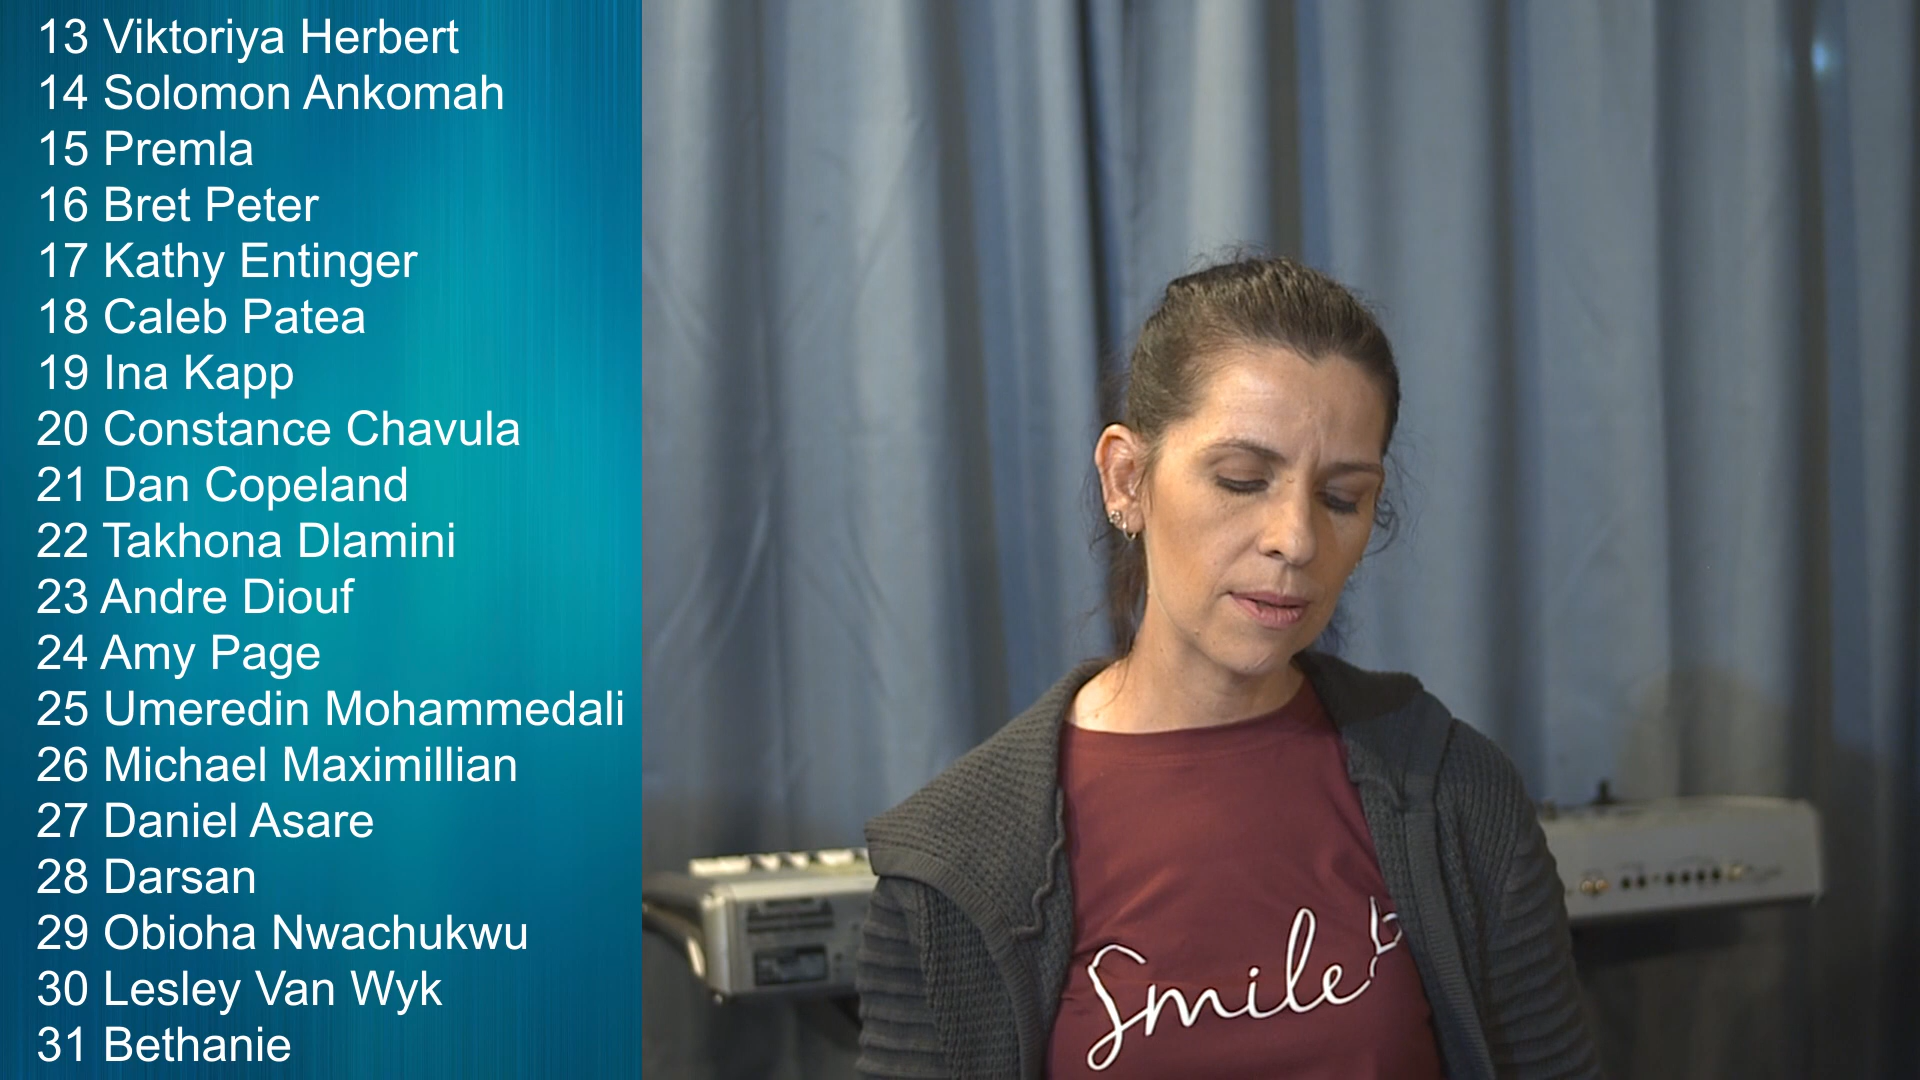 13 Viktoriya Herbert
14 Solomon Ankomah
15 Premla
16 Bret Peter
17 Kathy Entinger
18 Caleb Patea
19 Ina Kapp
20 Constance Chavula
21 Dan Copeland
22 Takhona Dlamini
23 Andre Diouf
24 Amy Page
25 Umeredin Mohammedali
26 Michael Maximillian
27 Daniel Asare
28 Darsan
29 Obioha Nwachukwu
30 Lesley Van Wyk
31 Bethanie
Smile